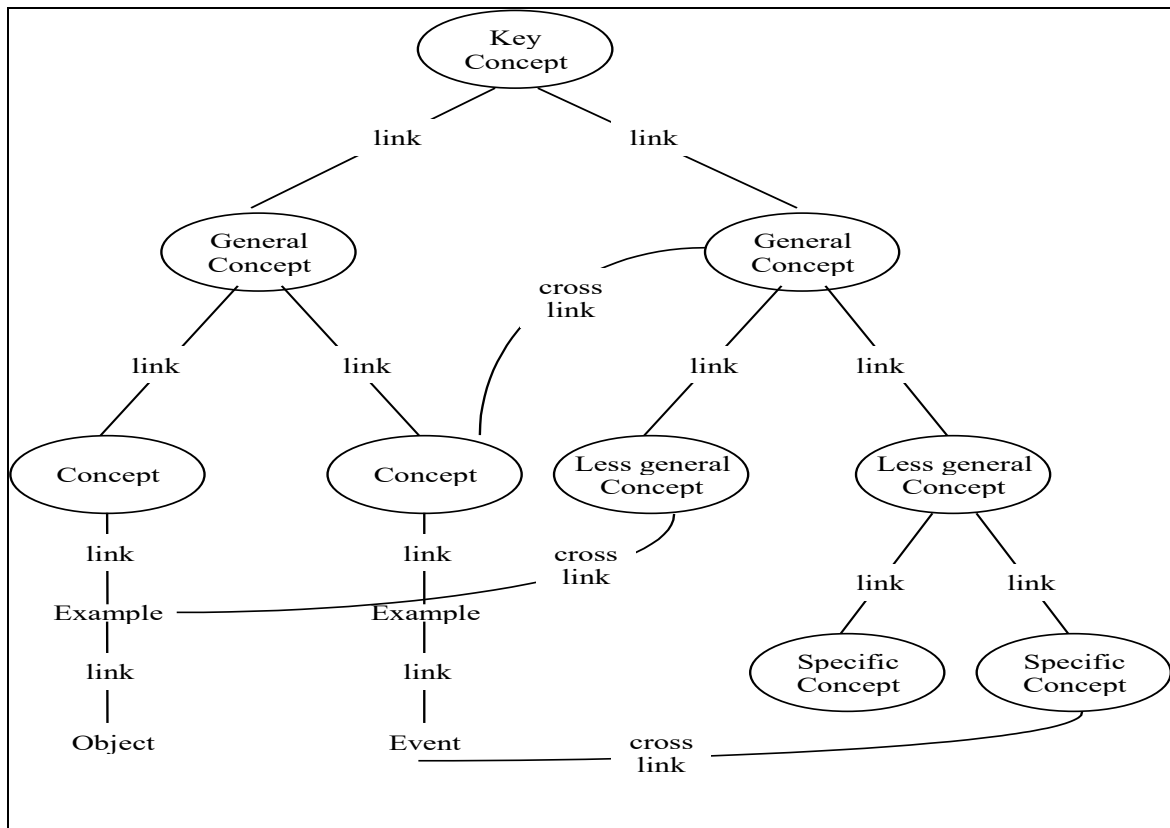 Key
Concept
link
link
General
Concept
General
Concept
cross
link
link
link
link
link
Concept
Concept
Less general
Concept
Less general
Concept
link
link
cross
link
link
link
Example
Example
link
link
Specific
Concept
Specific
Concept
Object
Event
cross
link